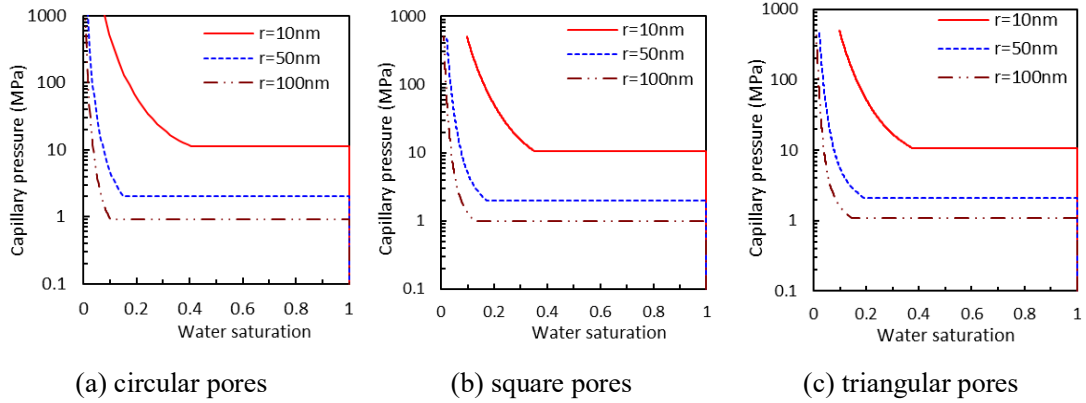 Capillary pressure (MPa)
1000
100
10
1
0.1
0
0.2
0.4
0.6
0.8
1
Water saturation
r=10nm
r=50nm
r=100nm
(a) circular pores
Capillary pressure (MPa)
1000
100
10
1
0.1
0
0.2
0.4
0.6
0.8
1
Water saturation
r=10nm
r=50nm
r=100nm
(b) square pores
Capillary pressure (MPa)
1000
100
10
1
0.1
0
0.2
0.4
0.6
0.8
1
Water saturation
r=10nm
r=50nm
r=100nm
(c) triangular pores